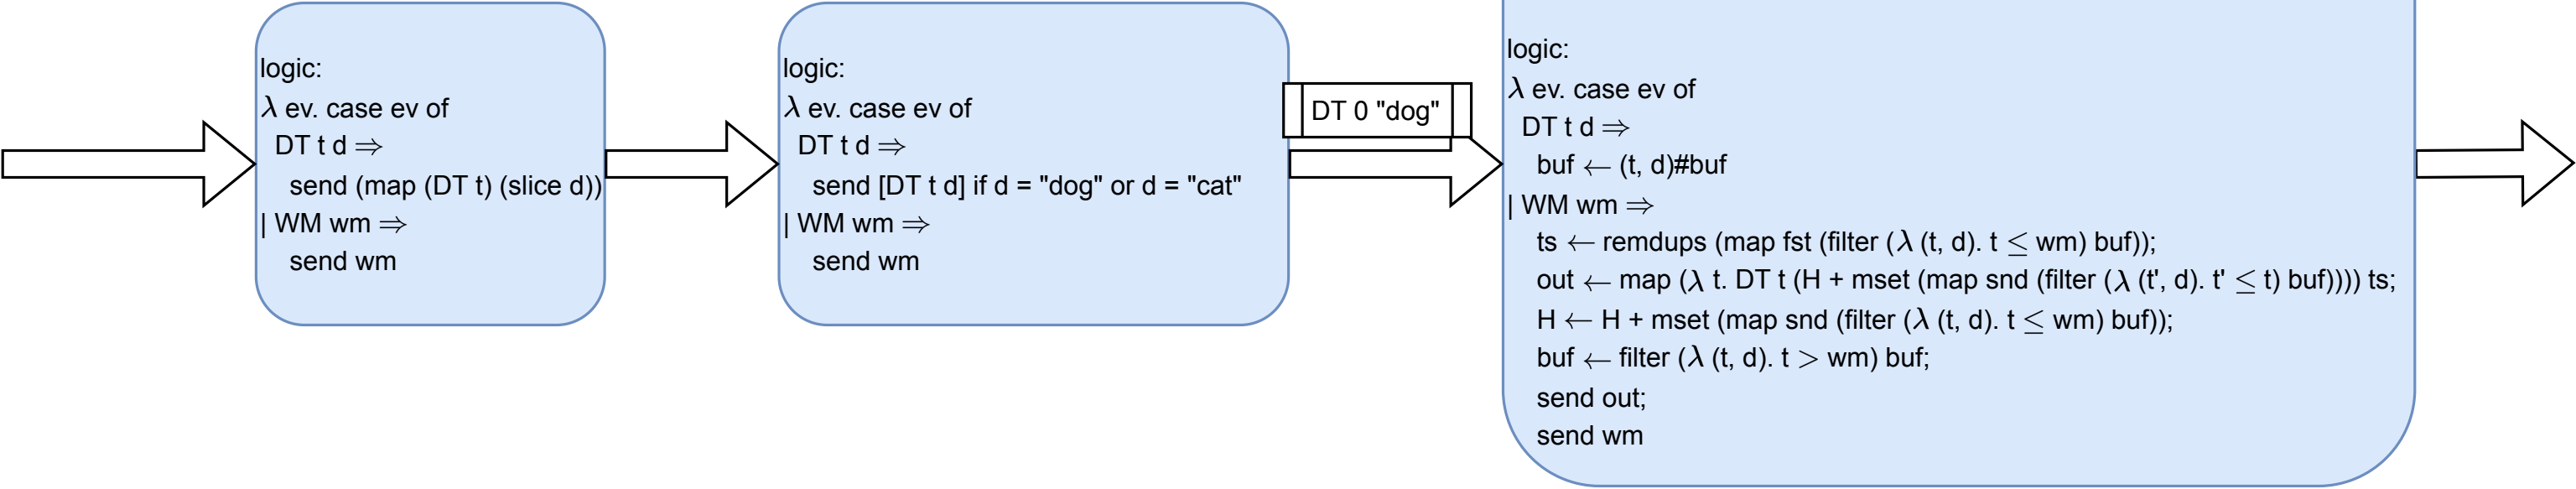 logic:
λ ev. case ev of
DT t d ⇒
send (map (DT t) (slice d))
| WM wm ⇒
send wm
logic:
λ ev. case ev of
DT t d ⇒
send [DT t d] if d = "dog" or d = "cat"
| WM wm ⇒
send wm
DT 0 "dog"
logic:
λ ev. case ev of
DT t d ⇒
buf ← (t, d)#buf
| WM wm ⇒
ts ← remdups (map fst (filter (λ (t, d). t ≤ wm) buf));
out ← map (λ t. DT t (H + mset (map snd (filter (λ (t', d). t' ≤ t) buf)))) ts;
H ← H + mset (map snd (filter (λ (t, d). t ≤ wm) buf));
buf ← filter (λ (t, d). t > wm) buf;
send out;
send wm